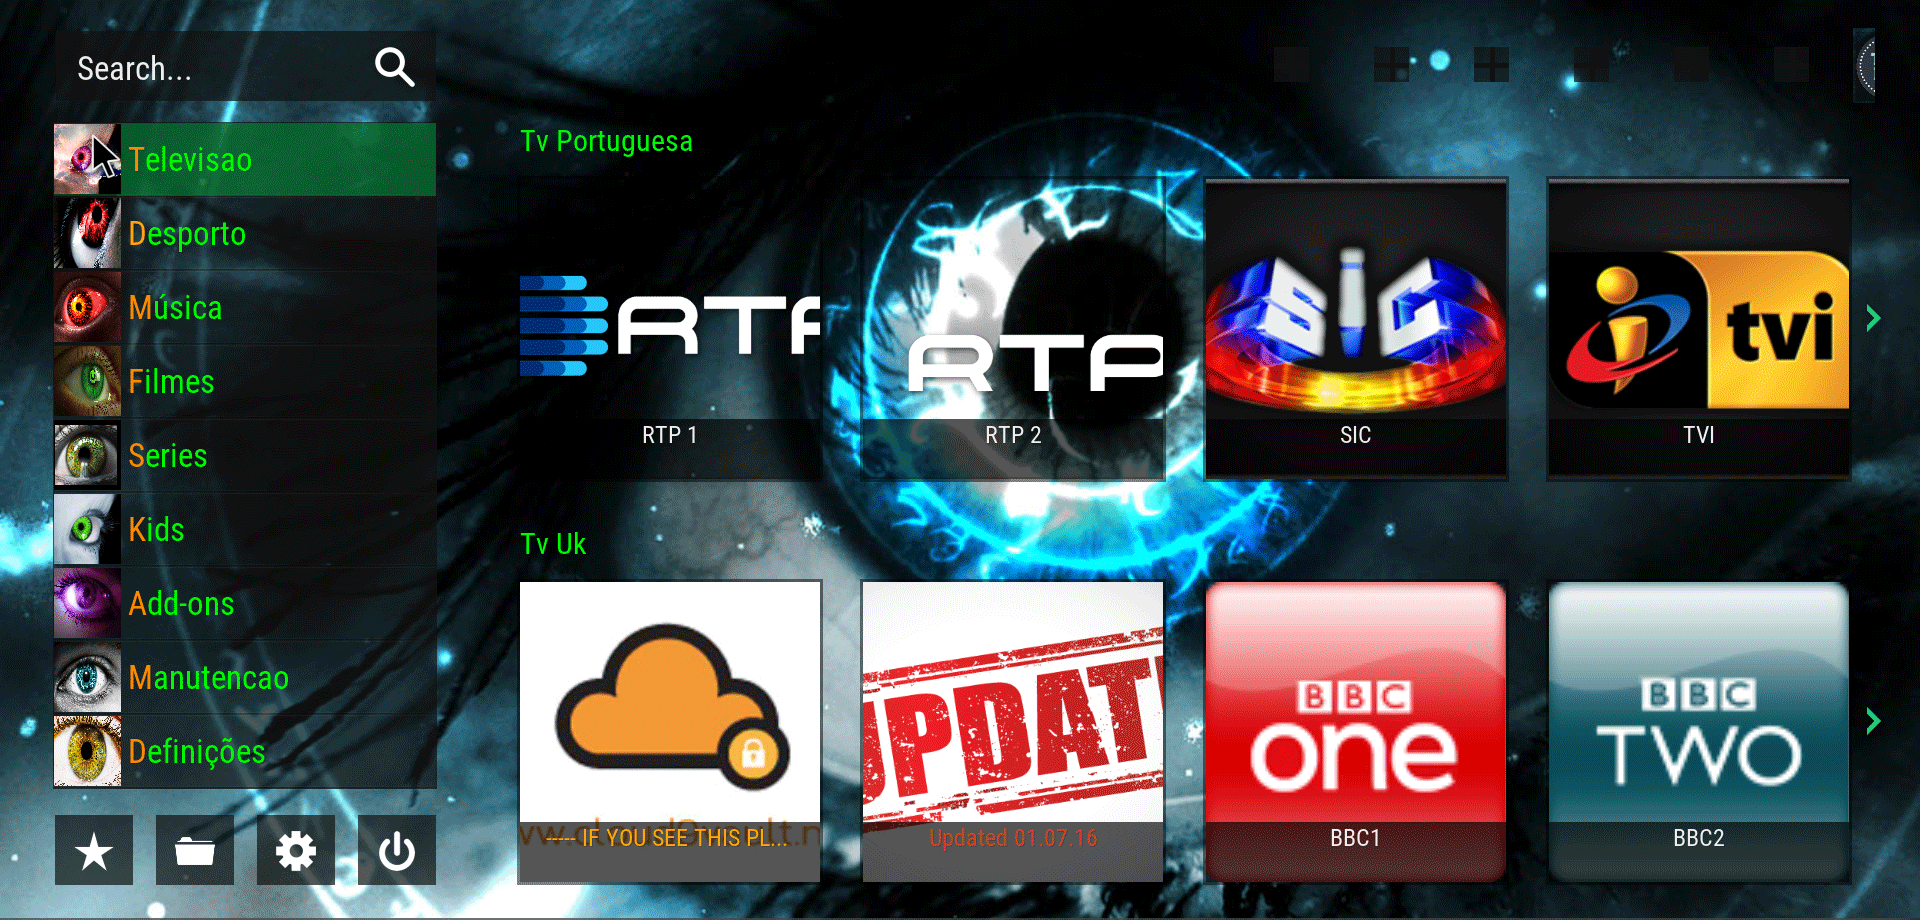 Search...
Televisao
Desporto
Música
Filmes
Series
Kids
Add-ons
Manutencao
Definições
Tv Portuguesa
RTP
RTP
SIC
tvi
RTP 1
RTP 2
SIC
TVI
Tv Uk
UPDAT
BBC
one
BBC
TWO
----- IF YOU SEE THIS PL...
Updated 01.07.16
BBC1
BBC2